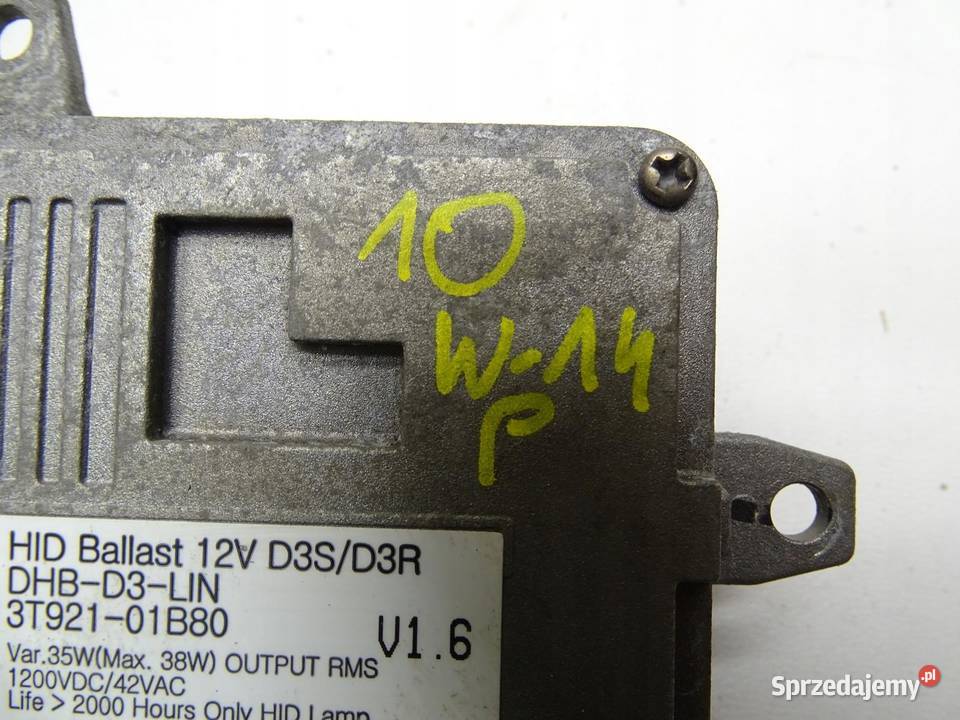 10
W-14
P
HID Ballast 12V D3S/D3R
DHB-D3-LIN
3T921-01B80
V1.6
Var.35W(Max. 38W) OUTPUT RMS
1200VDC/42VAC
Life > 2000 Hours Only HID Lamp
Sprzedajemy.pl